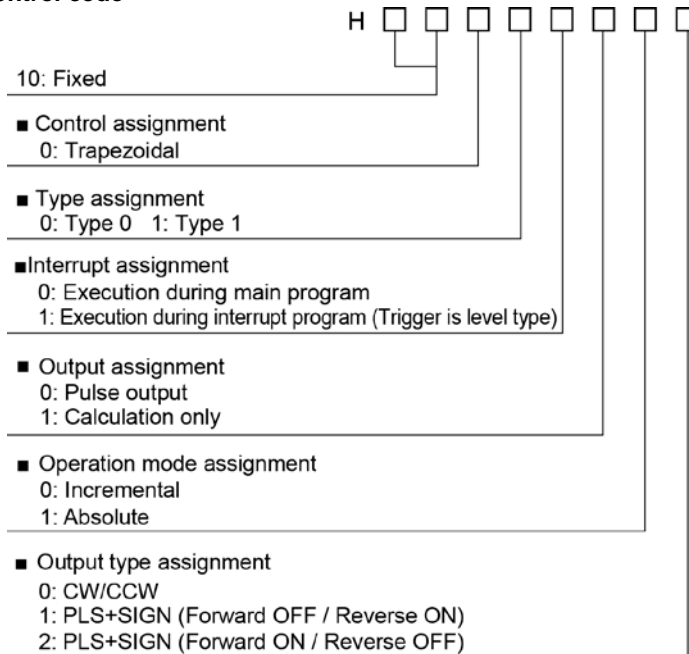 H
10: Fixed
■ Control assignment
0: Trapezoidal
■ Type assignment
0: Type 0 1: Type 1
■Interrupt assignment
0: Execution during main program
1: Execution during interrupt program (Trigger is level type)
■ Output assignment
0: Pulse output
1: Calculation only
■ Operation mode assignment
0: Incremental
1: Absolute
■ Output type assignment
0: CW/CCW
1: PLS+SIGN (Forward OFF / Reverse ON)
2: PLS+SIGN (Forward ON / Reverse OFF)